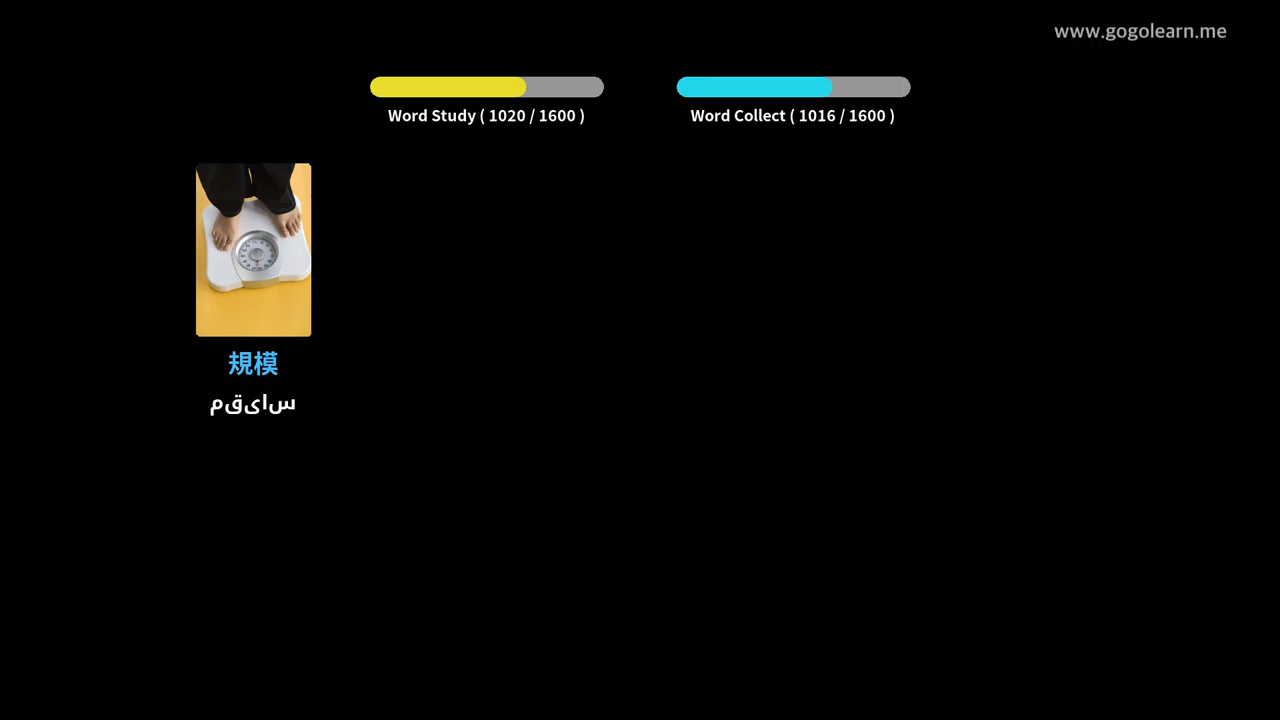 www.gogolearn.me
Word Study ( 1020 / 1600 )
Word Collect ( 1016 / 1600 )
規模
مقیاس